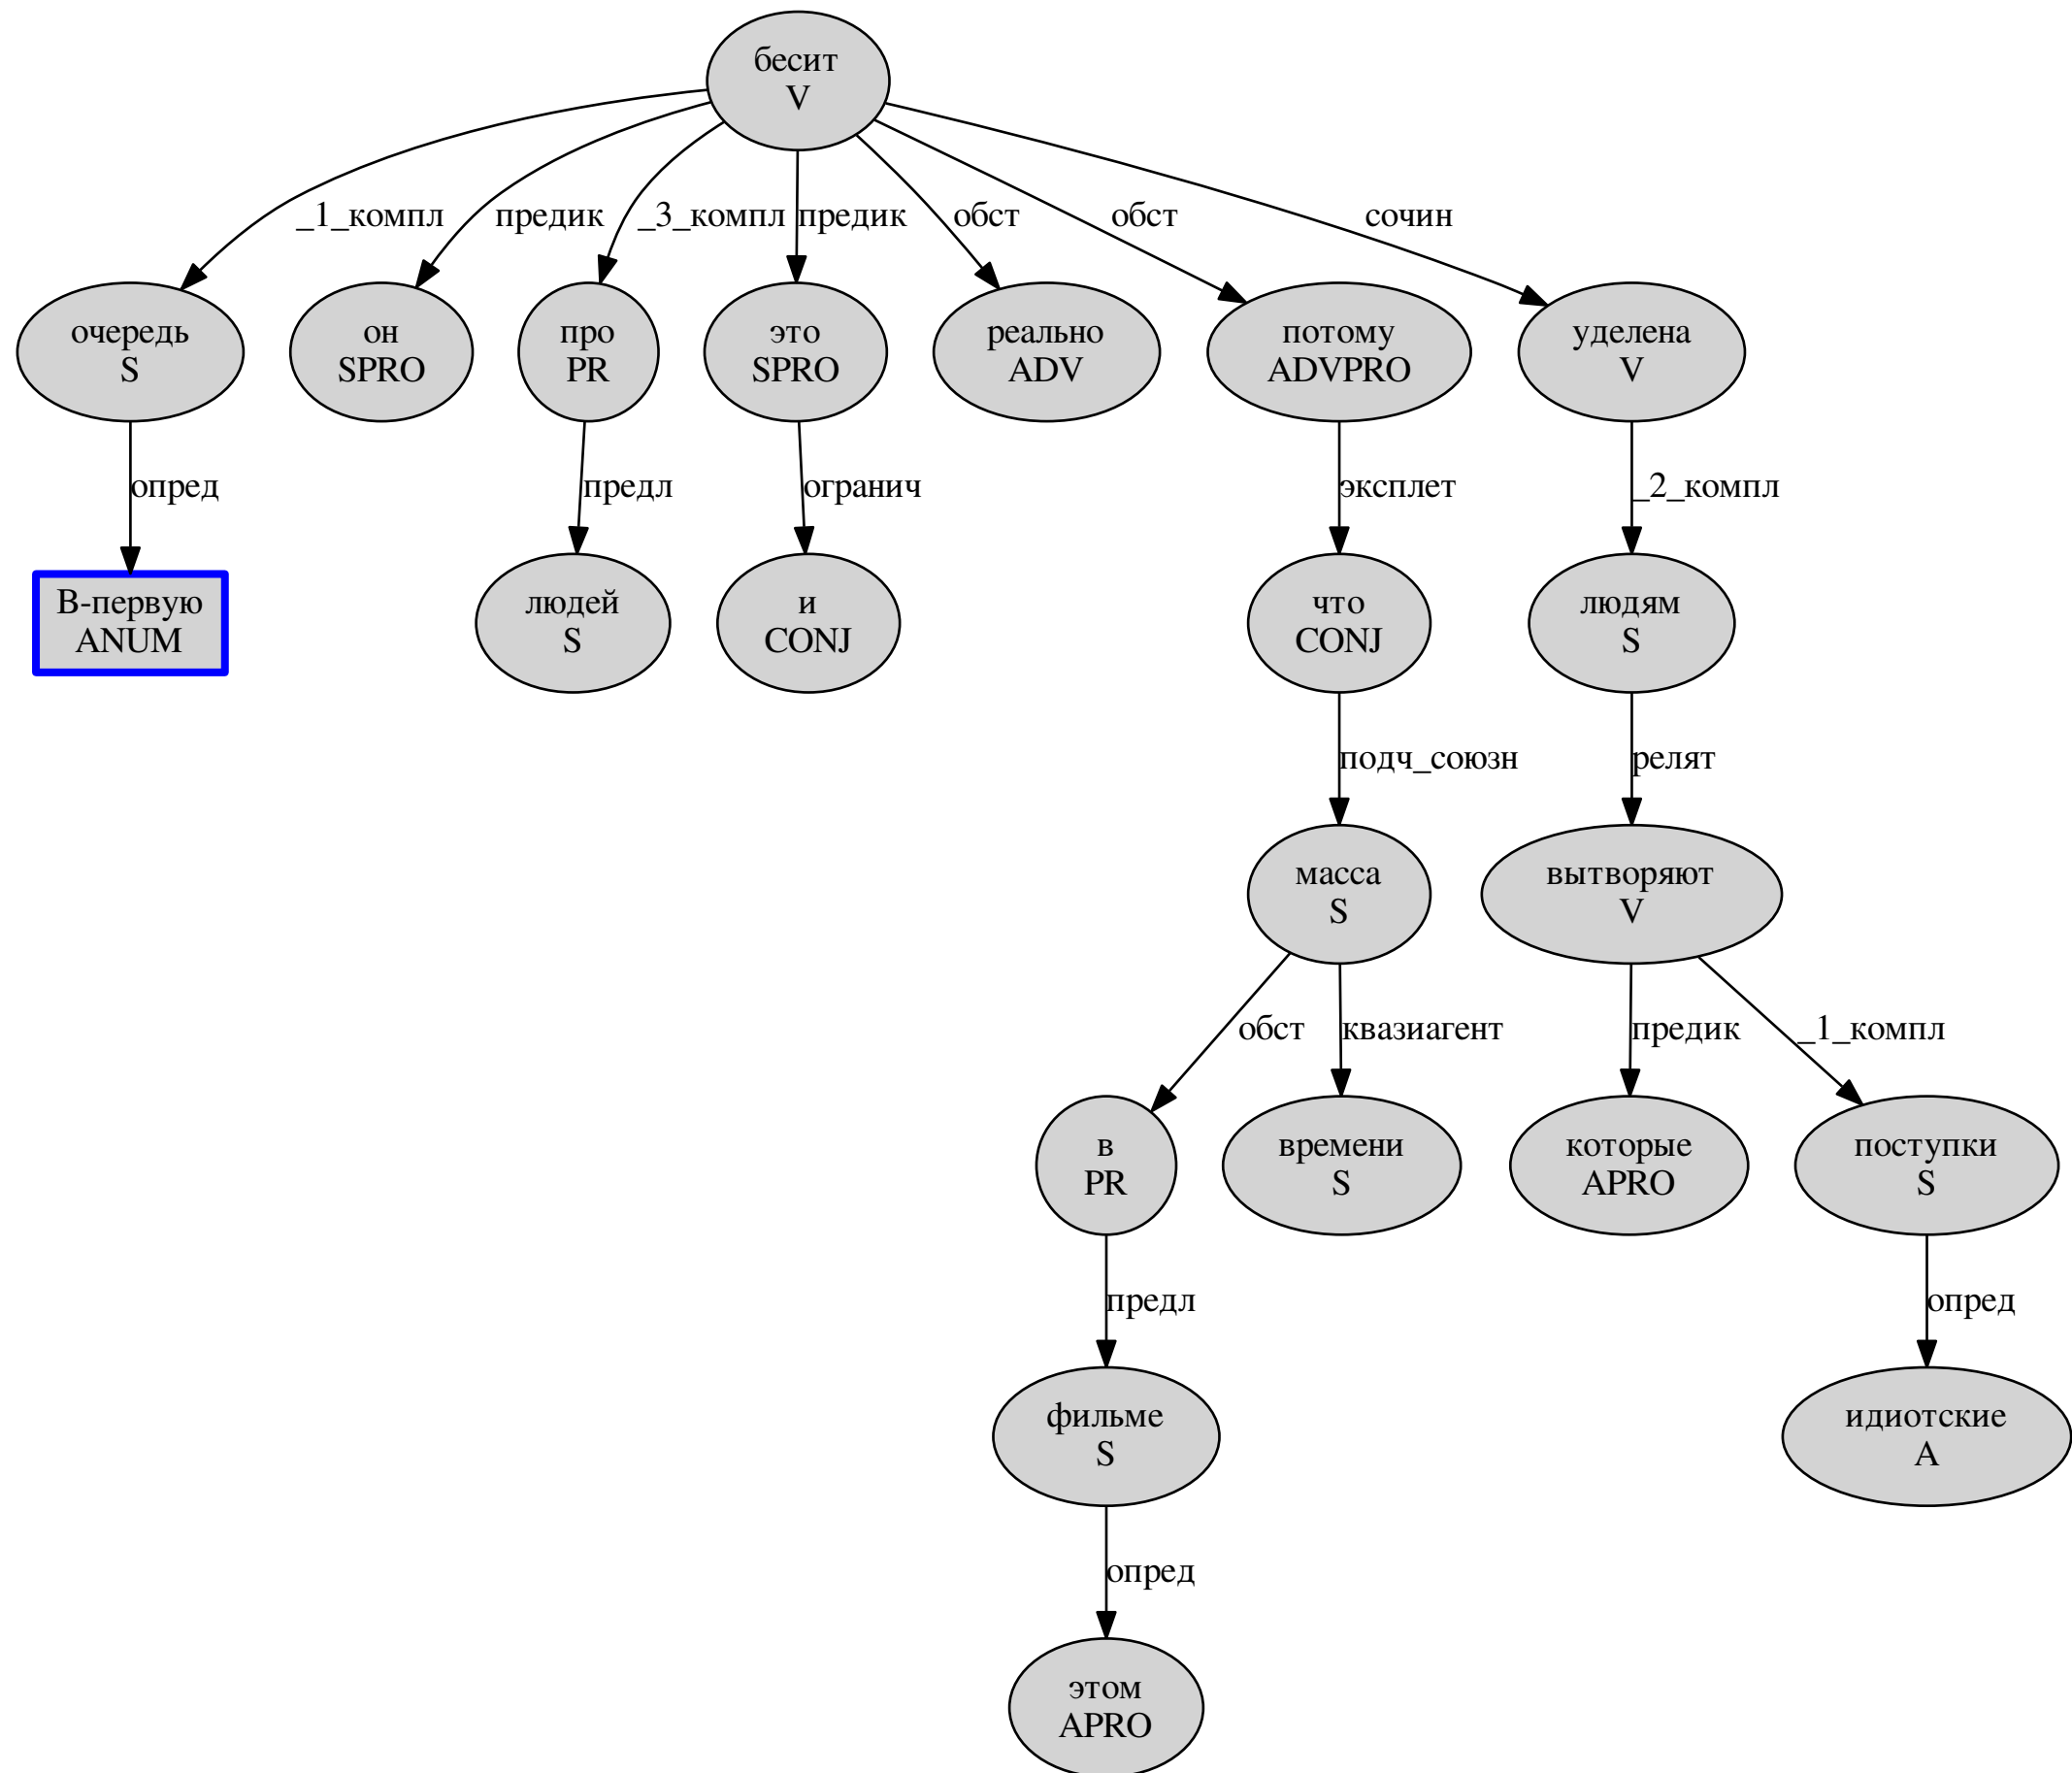 бесит
V
_1_компл
предик
_3_компл
предик
обст
обст
сочин
очередь
S
он
SPRO
про
PR
это
SPRO
реально
ADV
потому
ADVPRO
уделена
V
опред
предл
огранич
эксплет
_2_компл
В-первую
ANUM
людей
S
и
CONJ
что
CONJ
людям
S
подч_союзн
релят
масса
S
вытворяют
V
обст
квазиагент
предик
_1_компл
в
PR
времени
S
которые
APRO
поступки
S
предл
опред
фильме
S
идиотские
A
опред
этом
APRO